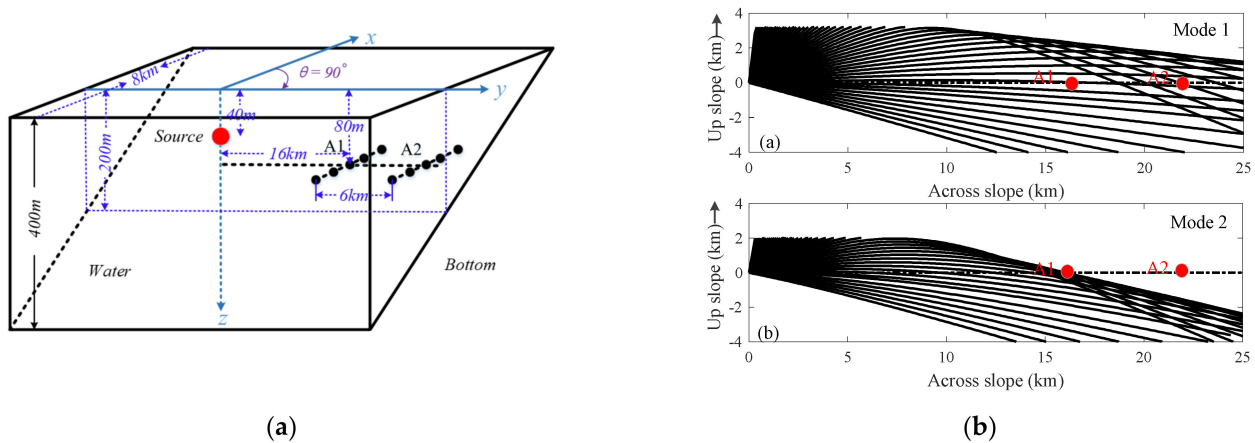 x
8km
θ = 90°
y
40m
Source
80m
16km
A1
A2
200m
6km
400m
Water
Bottom
z
(a)
4
2
0
-2
-4
Up slope (km)
Mode 1
A1
A2
(a)
0
5
10
15
20
25
Across slope (km)
4
2
0
-2
-4
Up slope (km)
Mode 2
A1
A2
(b)
0
5
10
15
20
25
Across slope (km)
(b)